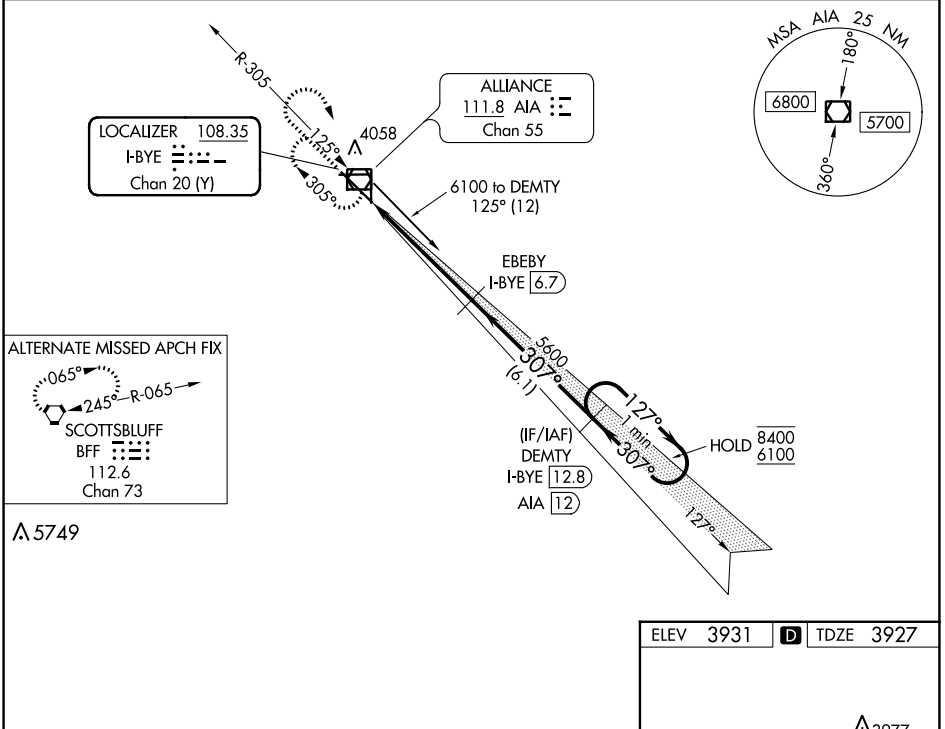 MSA AIA 25 NM
180°
6800
5700
360°
R-305
125°
305°
4058
ALLIANCE
111.8 AIA
Chan 55
LOCALIZER 108.35
I-BYE
Chan 20 (Y)
6100 to DEMTY
125° (12)
EBEBY
I-BYE 6.7
5600
307°
(6.1)
127°
1 min
307°
HOLD 8400
6100
(IF/IAF)
DEMTY
I-BYE 12.8
AIA 12
127°
ALTERNATE MISSED APCH FIX
065°
245° R-065
SCOTTSBLUFF
BFF
112.6
Chan 73
5749
ELEV 3931 D TDZE 3927